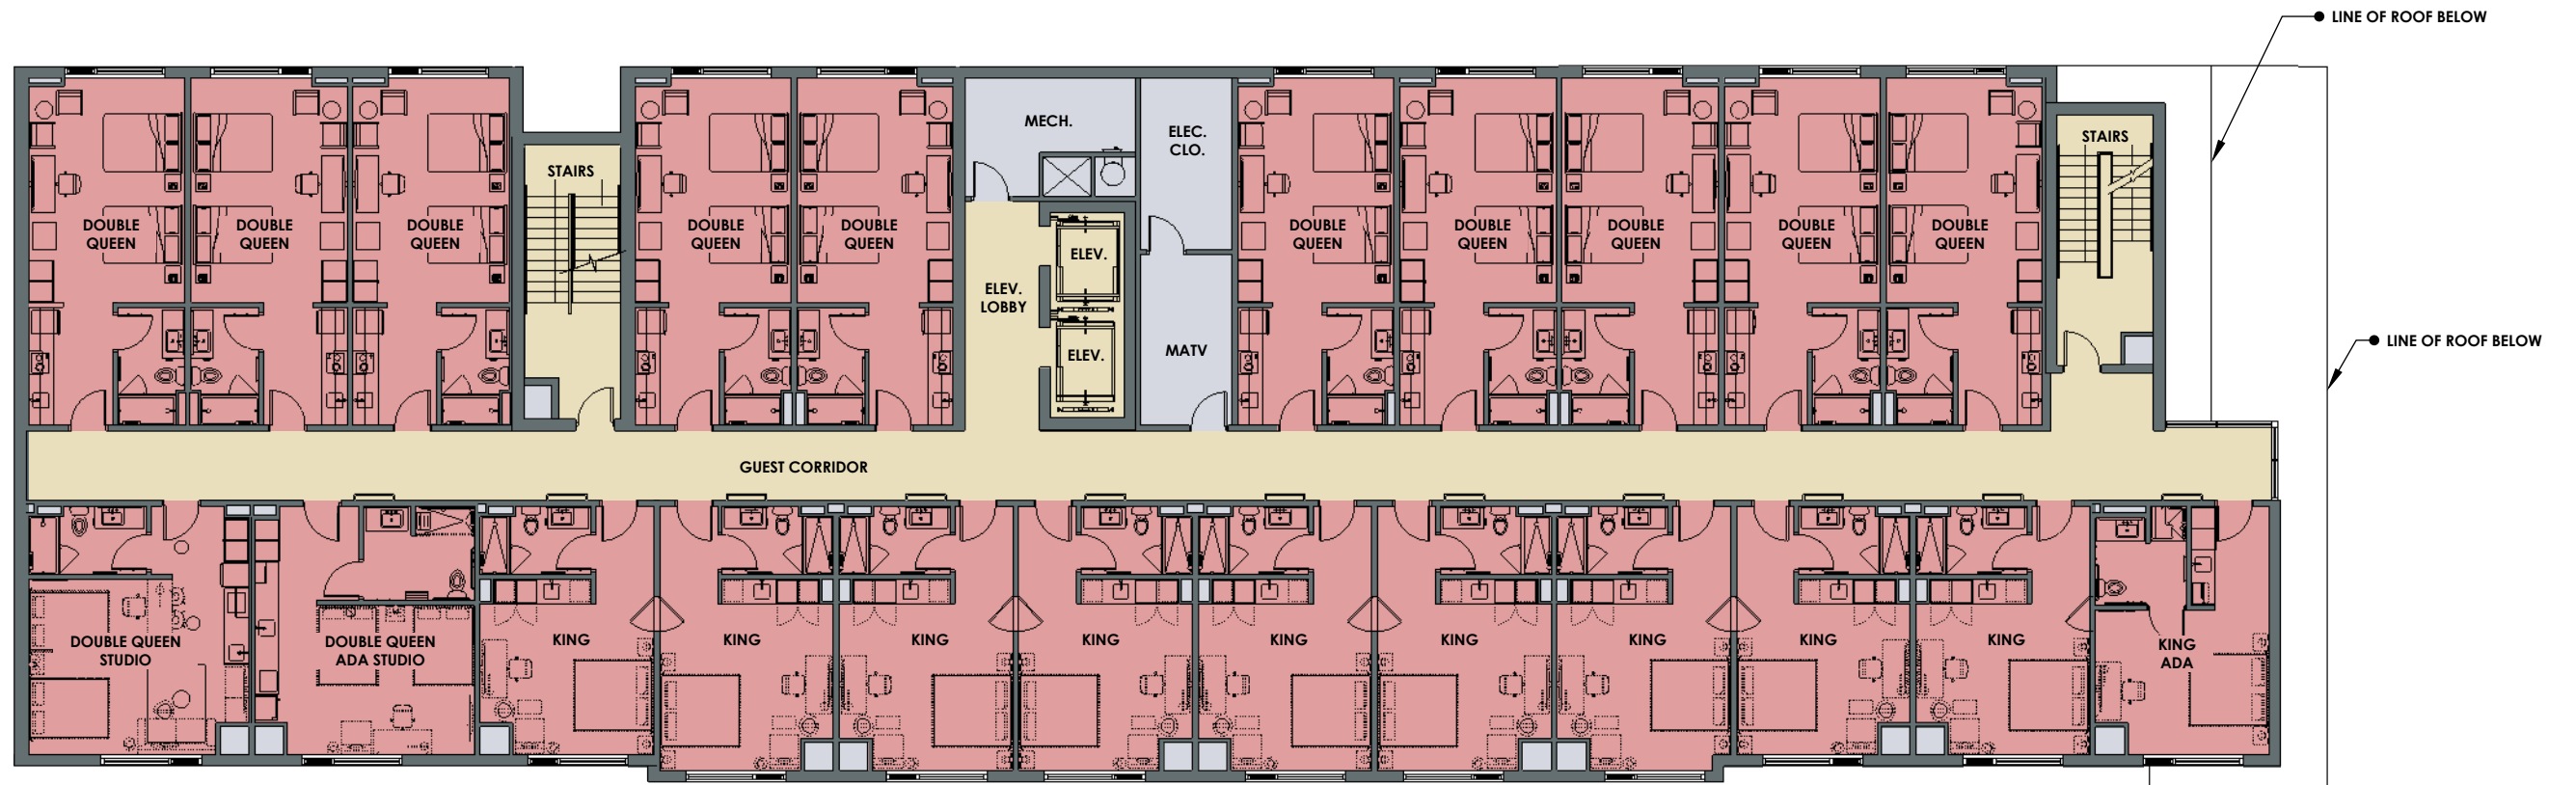 LINE OF ROOF BELOW
MECH.
ELEC.
CLO.
STAIRS
STAIRS
DOUBLE
QUEEN
DOUBLE
QUEEN
DOUBLE
QUEEN
DOUBLE
QUEEN
DOUBLE
QUEEN
ELEV.
DOUBLE
QUEEN
DOUBLE
QUEEN
DOUBLE
QUEEN
DOUBLE
QUEEN
DOUBLE
QUEEN
ELEV.
LOBBY
ELEV.
MATV
LINE OF ROOF BELOW
GUEST CORRIDOR
DOUBLE QUEEN
STUDIO
DOUBLE QUEEN
ADA STUDIO
KING
KING
KING
KING
KING
KING
KING
KING
KING
KING
ADA